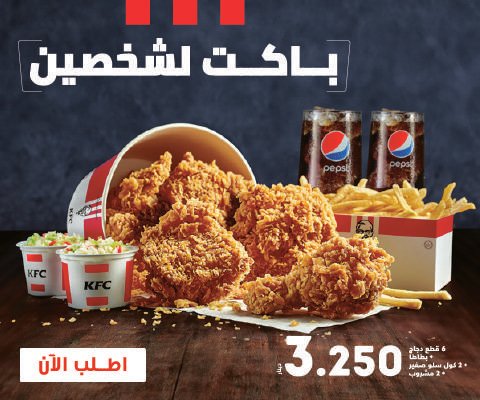 باكت لشخصين
pepsi
pepsi
KFC
KFC
3.250
دينار
6 قطع دجاج
+ بطاطا
+ 2 كول سلو صغير
+ 2 مشروب
اطلب الآن